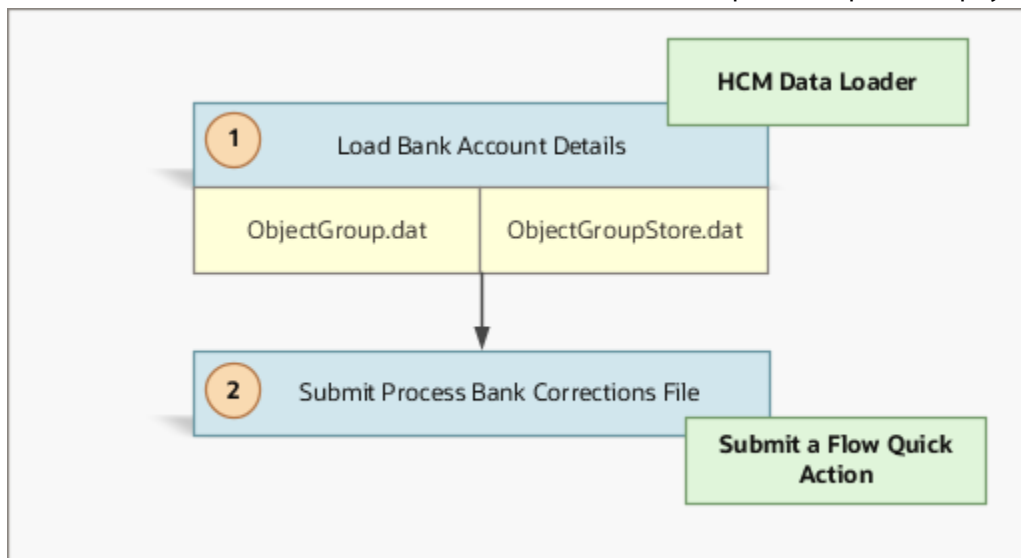 HCM Data Loader
1
Load Bank Account Details
ObjectGroup.dat
ObjectGroupStore.dat
2
Submit Process Bank Corrections File
Submit a Flow Quick
Action